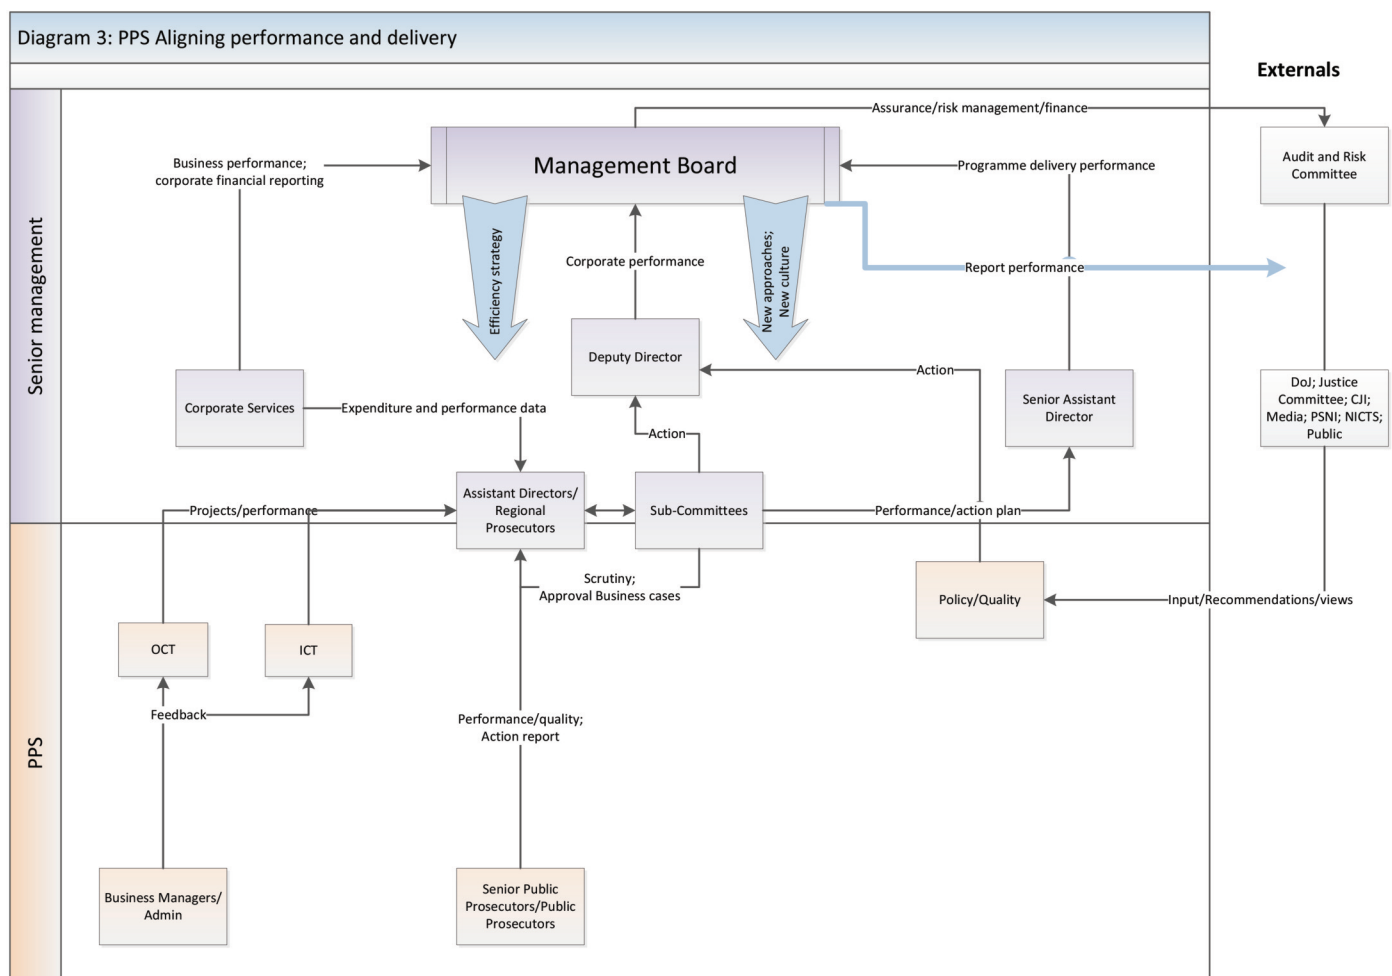 Diagram 3: PPS Aligning performance and delivery
Externals
Senior management
Assurance/risk management/finance
Management Board
Business performance;
corporate financial reporting
Programme delivery performance
Audit and Risk
Committee
Efficiency strategy
New approaches;
New culture
Corporate performance
Report performance
Deputy Director
Action
Corporate Services
Expenditure and performance data
Senior Assistant
Director
DoJ; Justice
Committee; CJI;
Media; PSNI; NICTS;
Public
Action
Projects/performance
Assistant Directors/
Regional
Prosecutors
Sub-Committees
Performance/action plan
PPS
Scrutiny;
Approval Business cases
Policy/Quality
Input/Recommendations/views
OCT
ICT
Feedback
Performance/quality;
Action report
Business Managers/
Admin
Senior Public
Prosecutors/Public
Prosecutors